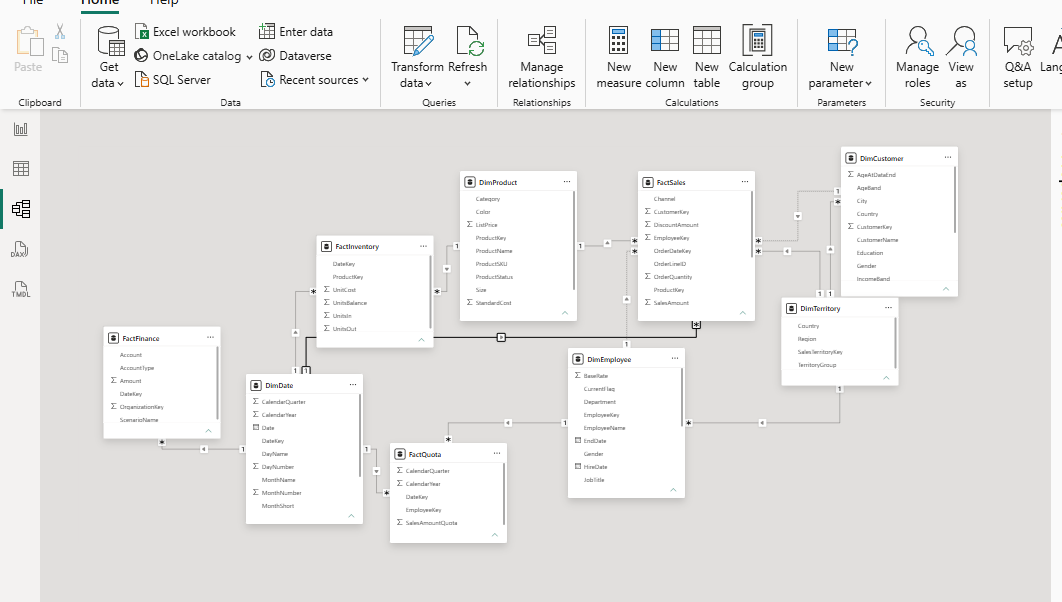 File Home Help
Paste
Clipboard
Get data
Excel workbook
OneLake catalog
SQL Server
Enter data
Dataverse
Recent sources
Data
Transform data
Refresh
Queries
Manage relationships
Relationships
New measure
New column
New table
Calculation group
Calculations
New parameter
Parameters
Manage roles
View as
Security
Q&A setup
DAX
TMDL
DimCustomer
AgeAtDataEnd
AgeBand
City
Country
CustomerKey
CustomerName
Education
Gender
IncomeBand
DimProduct
Category
Color
ListPrice
ProductKey
ProductName
ProductSKU
ProductStatus
Size
StandardCost
FactSales
Channel
CustomerKey
DiscountAmount
EmployeeKey
OrderDateKey
OrderLineID
OrderQuantity
ProductKey
SalesAmount
FactInventory
DateKey
ProductKey
UnitCost
UnitsBalance
UnitsIn
UnitsOut
DimTerritory
Country
Region
SalesTerritoryKey
TerritoryGroup
FactFinance
Account
AccountType
Amount
DateKey
OrganizationKey
ScenarioName
DimEmployee
BaseRate
CurrentFlag
Department
EmployeeKey
EmployeeName
EndDate
Gender
HireDate
JobTitle
DimDate
CalendarQuarter
CalendarYear
Date
DateKey
DayName
DayNumber
MonthName
MonthNumber
MonthShort
FactQuota
CalendarQuarter
CalendarYear
DateKey
EmployeeKey
SalesAmountQuota